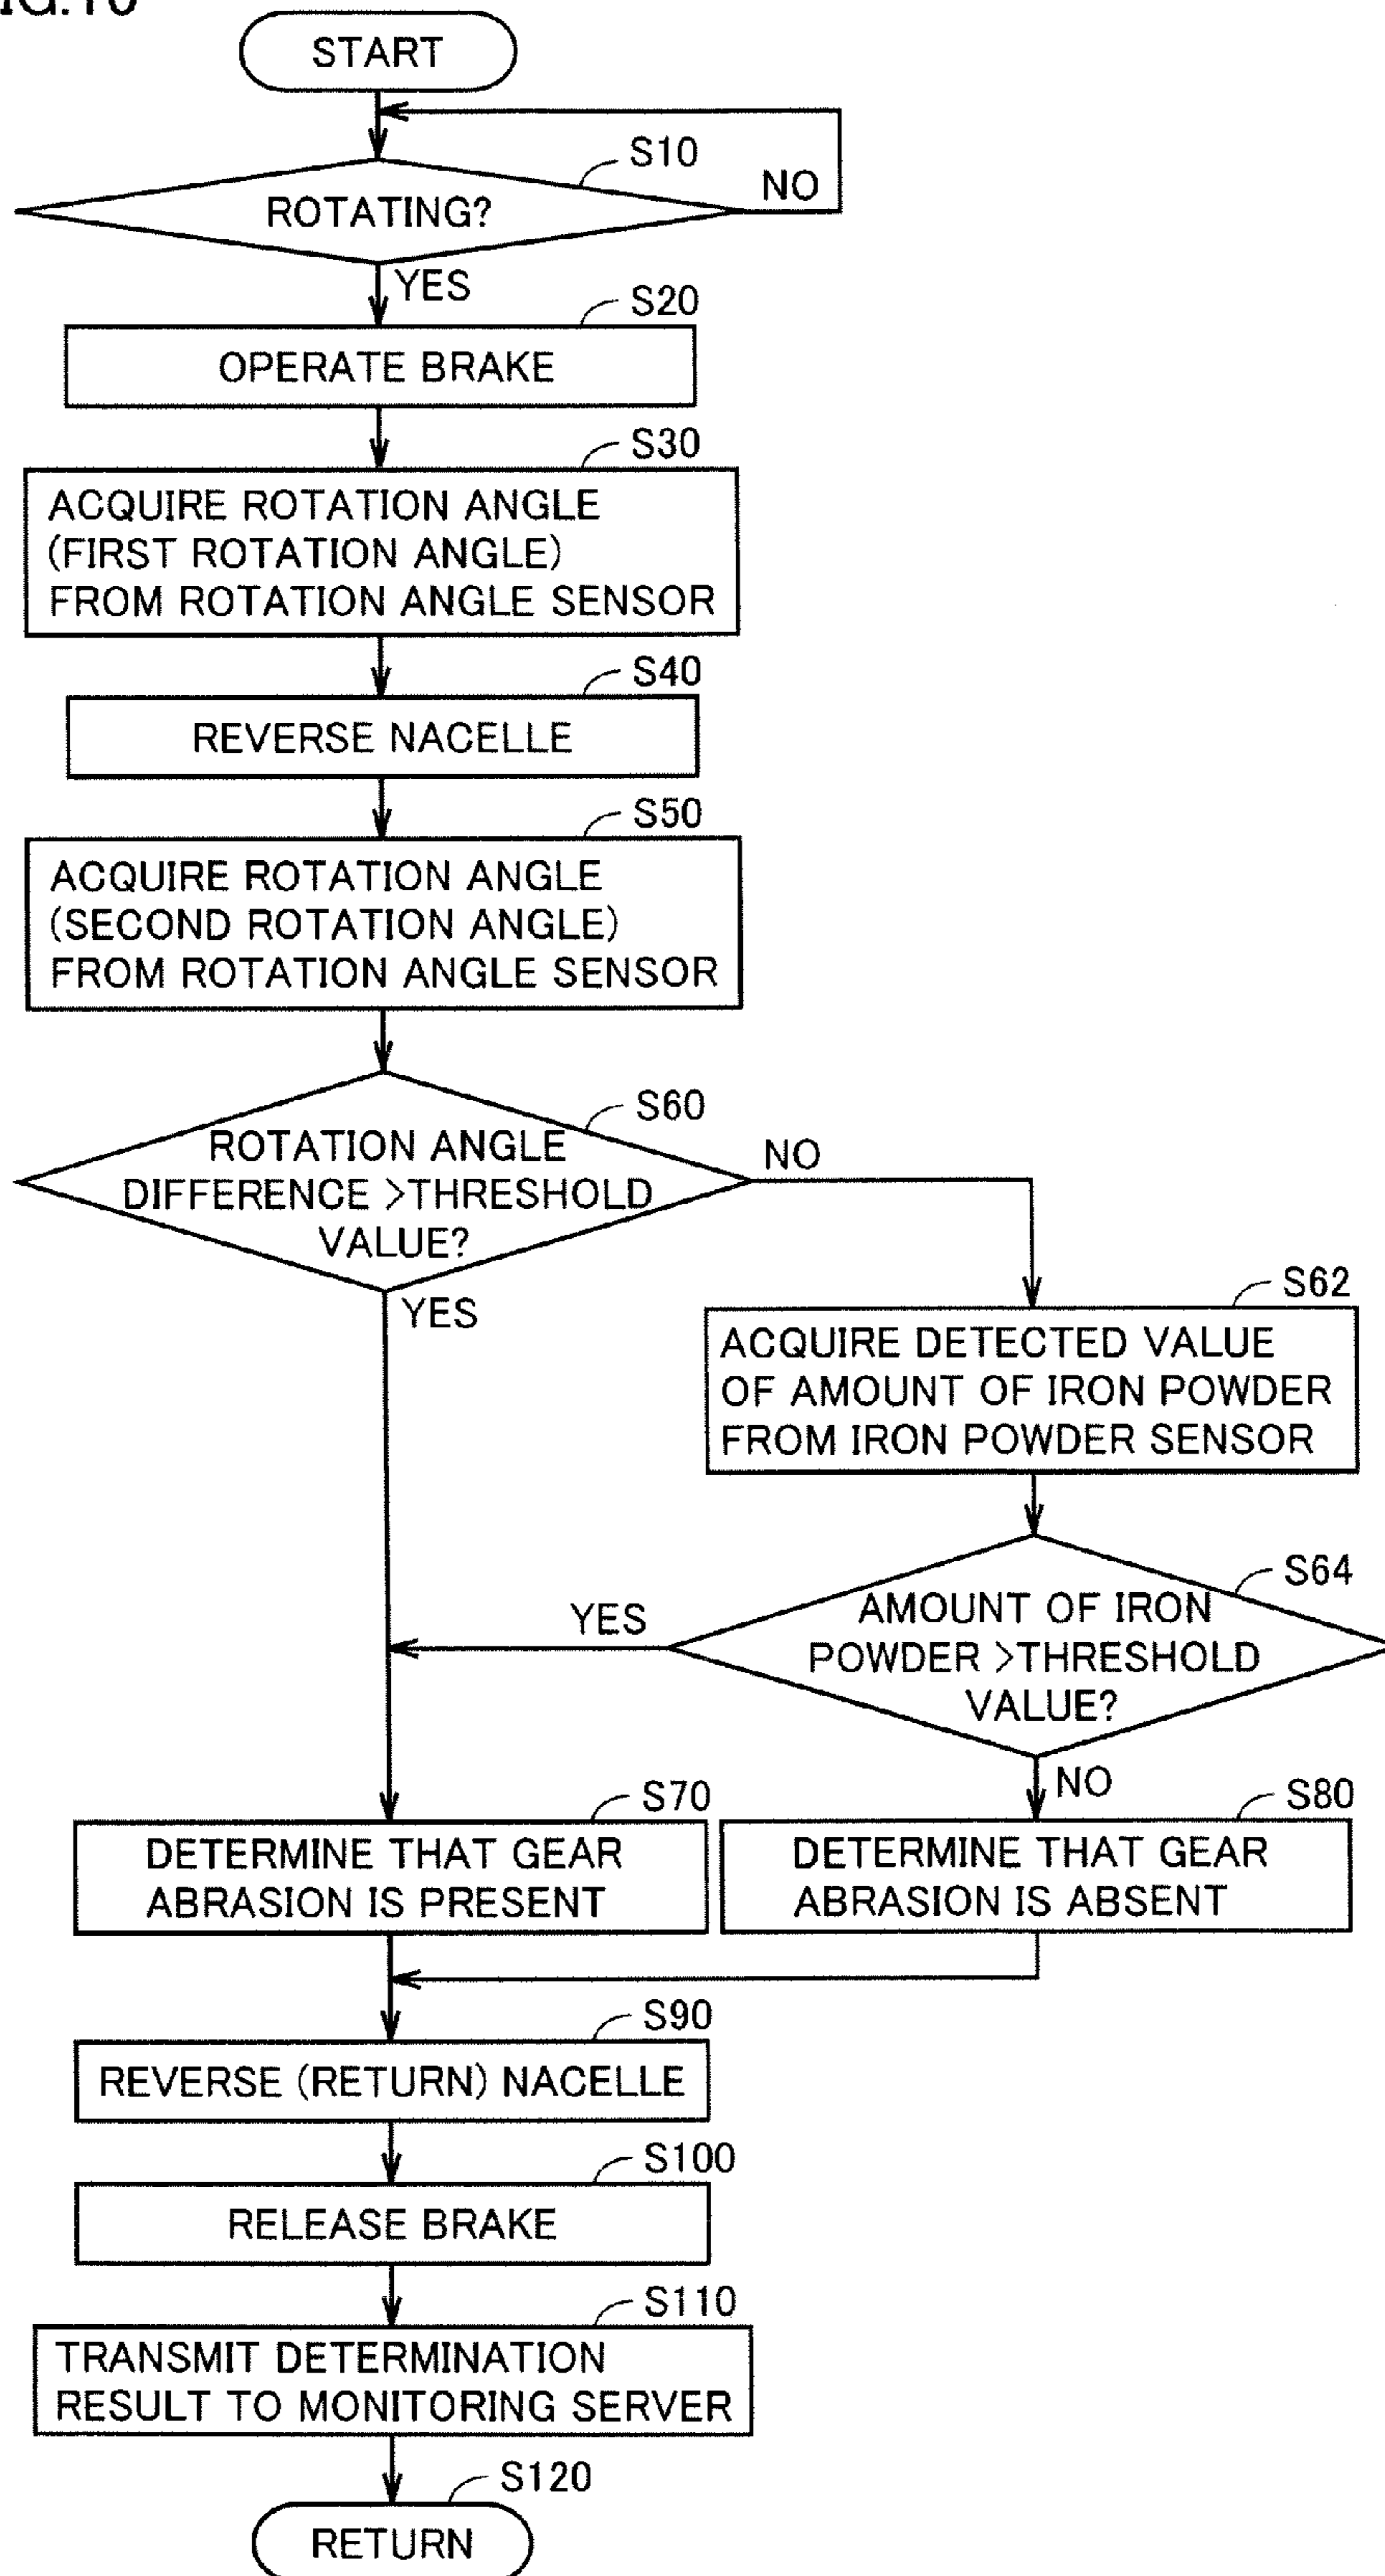 START
S10
ROTATING?
NO
YES
S20
OPERATE BRAKE
S30
ACQUIRE ROTATION ANGLE
(FIRST ROTATION ANGLE)
FROM ROTATION ANGLE SENSOR
S40
REVERSE NACELLE
S50
ACQUIRE ROTATION ANGLE
(SECOND ROTATION ANGLE)
FROM ROTATION ANGLE SENSOR
S60
ROTATION ANGLE
DIFFERENCE >THRESHOLD
VALUE?
NO
YES
S62
ACQUIRE DETECTED VALUE
OF AMOUNT OF IRON POWDER
FROM IRON POWDER SENSOR
S64
AMOUNT OF IRON
POWDER >THRESHOLD
VALUE?
YES
NO
S70
DETERMINE THAT GEAR
ABRASION IS PRESENT
S80
DETERMINE THAT GEAR
ABRASION IS ABSENT
S90
REVERSE (RETURN) NACELLE
S100
RELEASE BRAKE
S110
TRANSMIT DETERMINATION
RESULT TO MONITORING SERVER
S120
RETURN